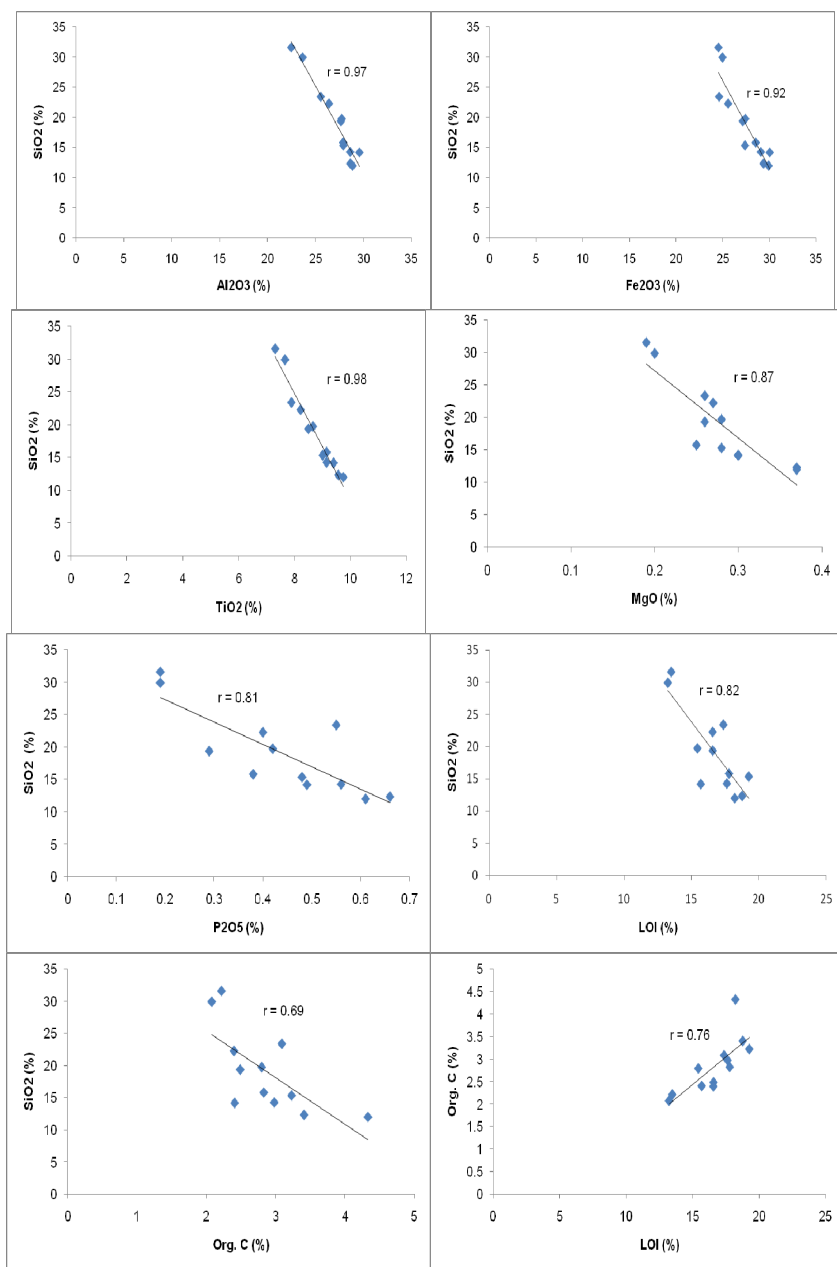 35
30
25
20
15
10
5
0
SiO2 (%)
r = 0.97
0 5 10 15 20 25 30 35
Al2O3 (%)
35
30
25
20
15
10
5
0
SiO2 (%)
r = 0.92
0 5 10 15 20 25 30 35
Fe2O3 (%)
35
30
25
20
15
10
5
0
SiO2 (%)
r = 0.98
0 2 4 6 8 10 12
TiO2 (%)
35
30
25
20
15
10
5
0
SiO2 (%)
r = 0.87
0 0.1 0.2 0.3 0.4
MgO (%)
35
30
25
20
15
10
5
0
SiO2 (%)
r = 0.81
0 0.1 0.2 0.3 0.4 0.5 0.6 0.7
P2O5 (%)
35
30
25
20
15
10
5
0
SiO2 (%)
r = 0.82
0 5 10 15 20 25
LOI (%)
35
30
25
20
15
10
5
0
SiO2 (%)
r = 0.69
0 1 2 3 4 5
Org. C (%)
5
4.5
4
3.5
3
2.5
2
1.5
1
0.5
0
Org. C (%)
r = 0.76
0 5 10 15 20 25
LOI (%)